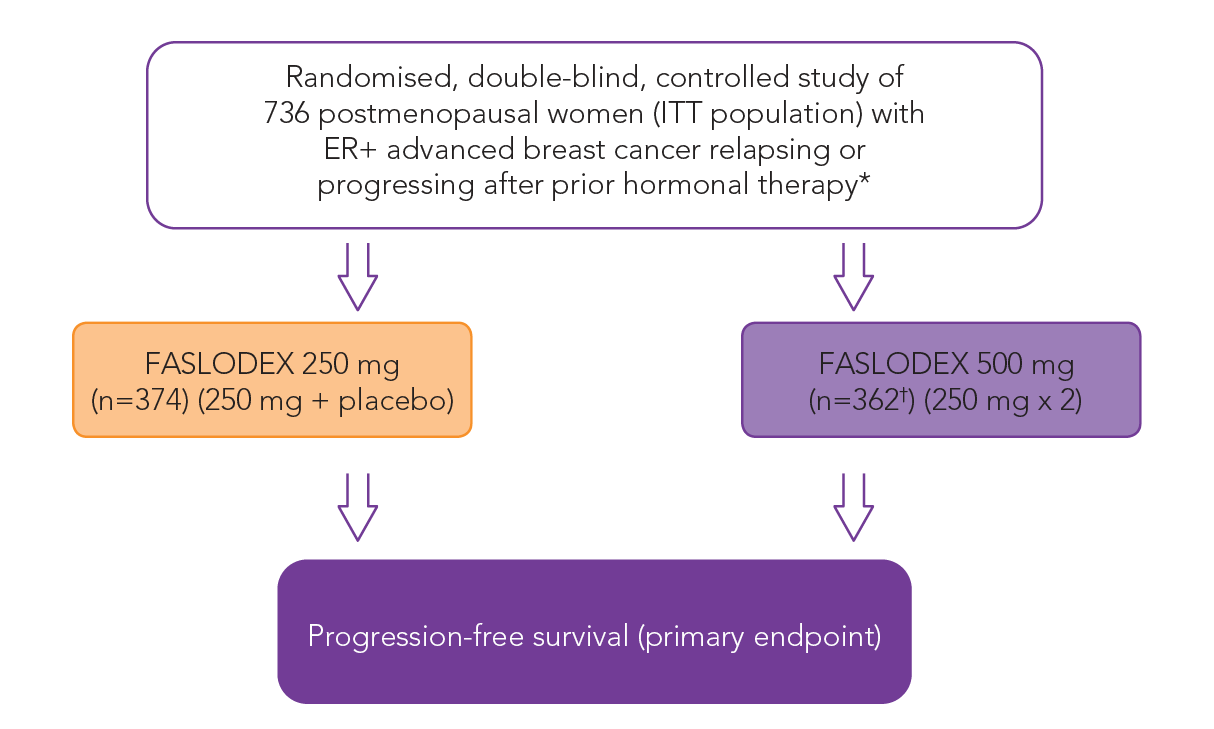 Randomised, double-blind, controlled study of
736 postmenopausal women (ITT population) with
ER+ advanced breast cancer relapsing or
progressing after prior hormonal therapy*
FASLODEX 250 mg
(n=374) (250 mg + placebo)
FASLODEX 500 mg
(n=362†) (250 mg x 2)
Progression-free survival (primary endpoint)